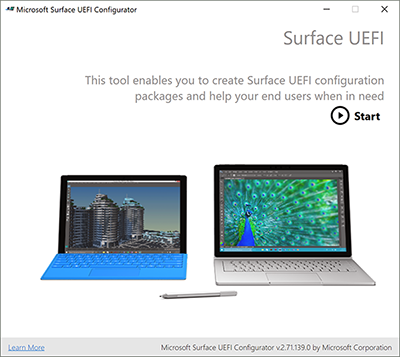 Microsoft Surface UEFI Configurator
Surface UEFI
This tool enables you to create Surface UEFI configuration
packages and help your end users when in need
Start
Learn More
Microsoft Surface UEFI Configurator v.2.71.139.0 by Microsoft Corporation